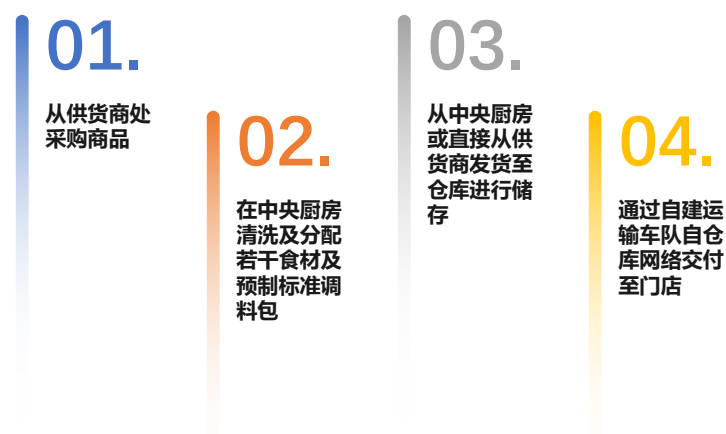 01.
从供货商处
采购商品
02.
在中央厨房
清洗及分配
若干食材及
预制标准调
料包
03.
从中央厨房
或直接从供
货商发货至
仓库进行储
存
04.
通过自建运
输车队自仓
库网络交付
至门店